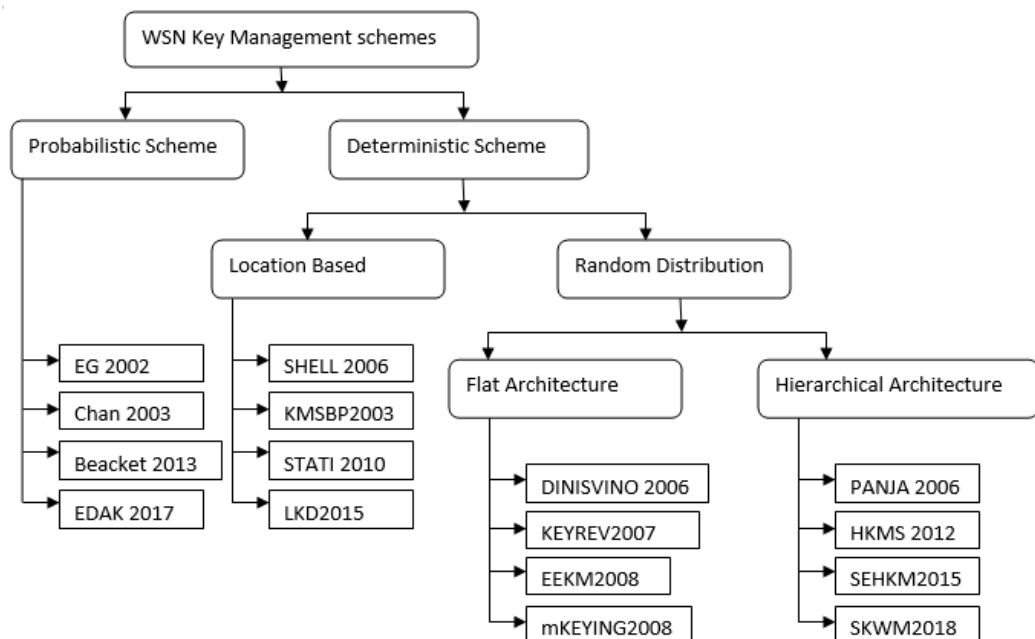 WSN Key Management schemes
Probabilistic Scheme
Deterministic Scheme
Location Based
Random Distribution
EG 2002
Chan 2003
Beacket 2013
EDAK 2017
SHELL 2006
KMSBP2003
STATI 2010
LKD2015
Flat Architecture
Hierarchical Architecture
DINISVINO 2006
KEYREV2007
EEKM2008
mKEYING2008
PANJA 2006
HKMS 2012
SEHKM2015
SKWM2018